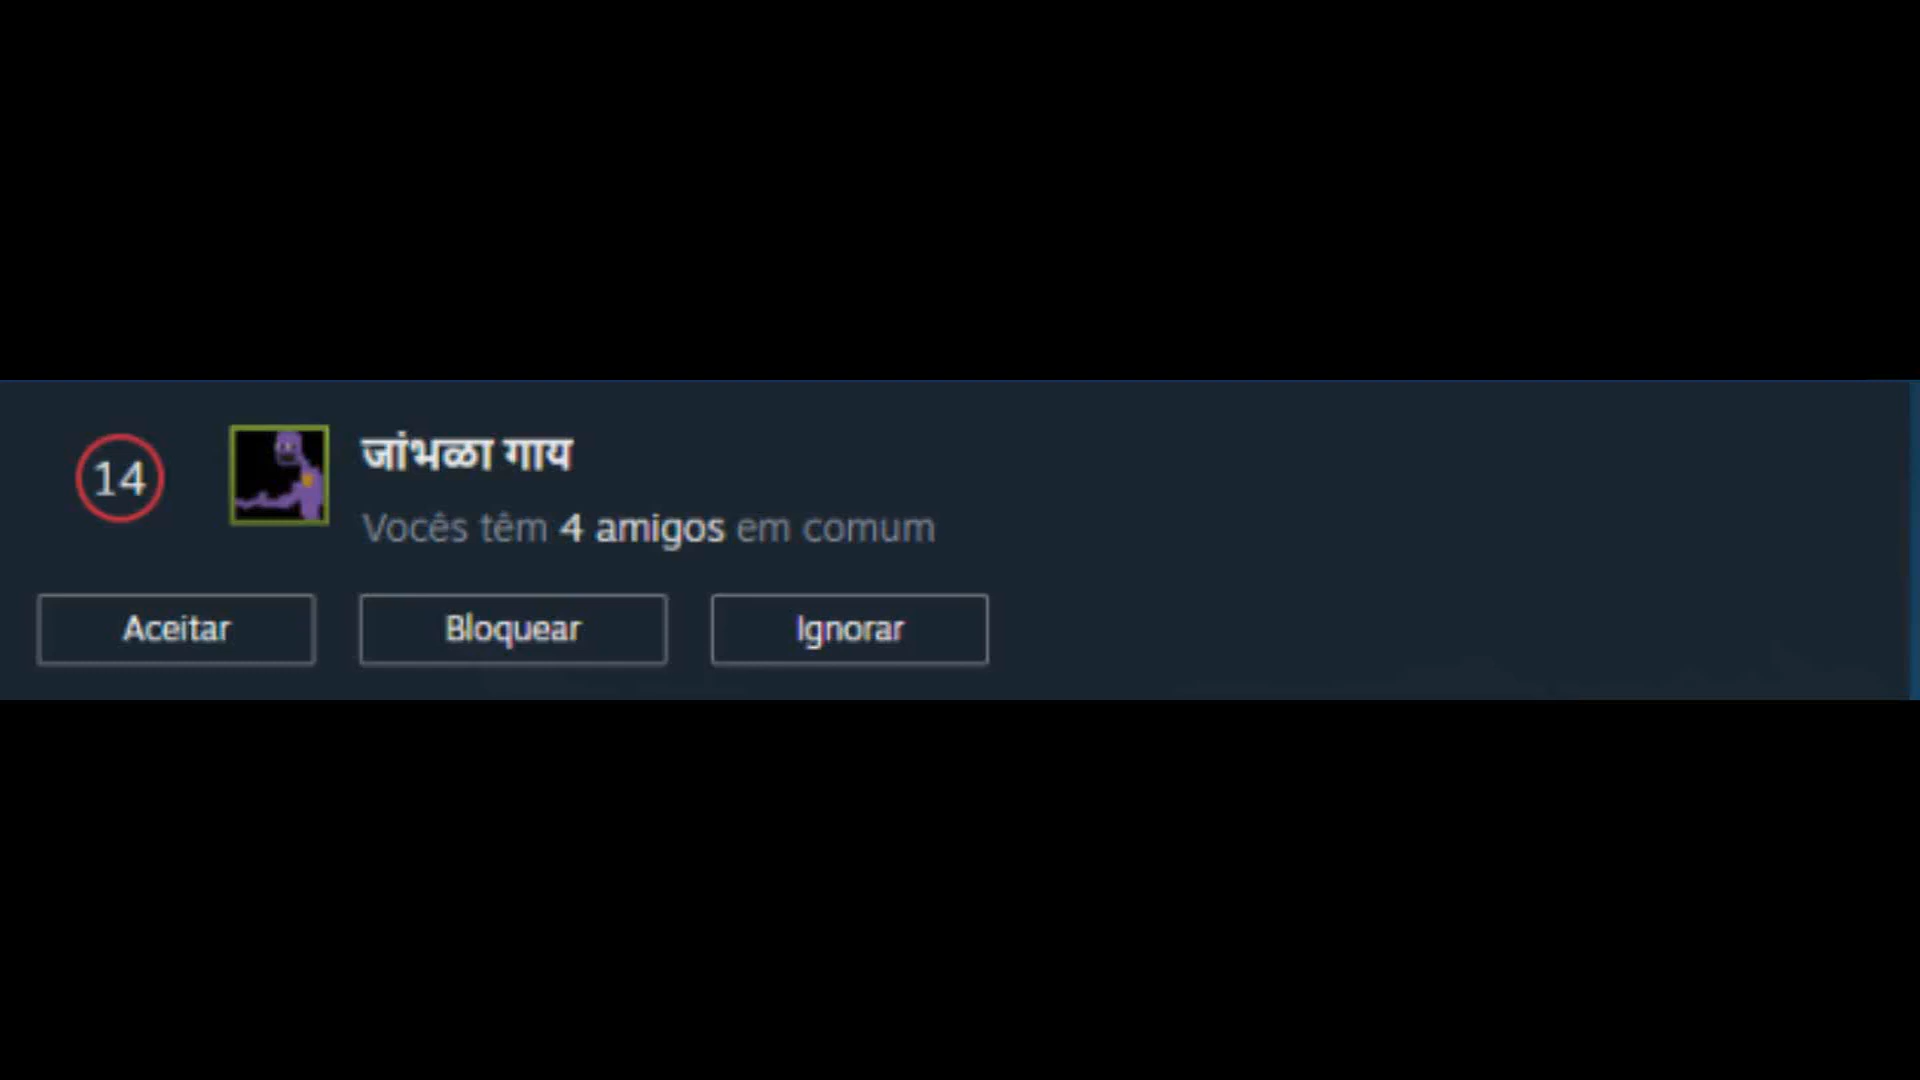 14
जांभळा गाय
Vocês têm 4 amigos em comum
Aceitar Bloquear Ignorar